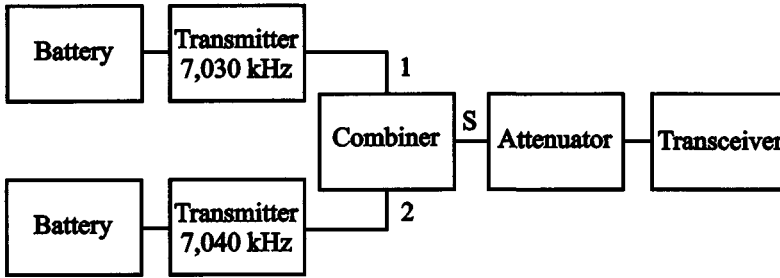 Battery
Transmitter
7,030 kHz
1
Combiner
S
Attenuator
Transceiver
2
Battery
Transmitter
7,040 kHz